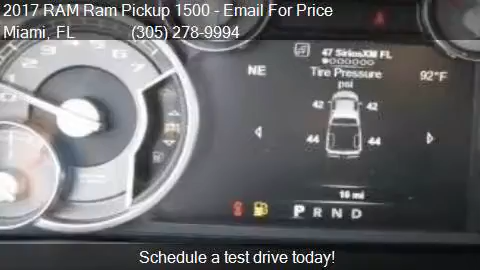 2017 RAM Ram Pickup 1500 - Email For Price
Miami, FL (305) 278-9994
A
47 SiriusXM FL
NE Tire Pressure 92°F
psi
42 42
44 44
16 mi
P R N D
Schedule a test drive today!